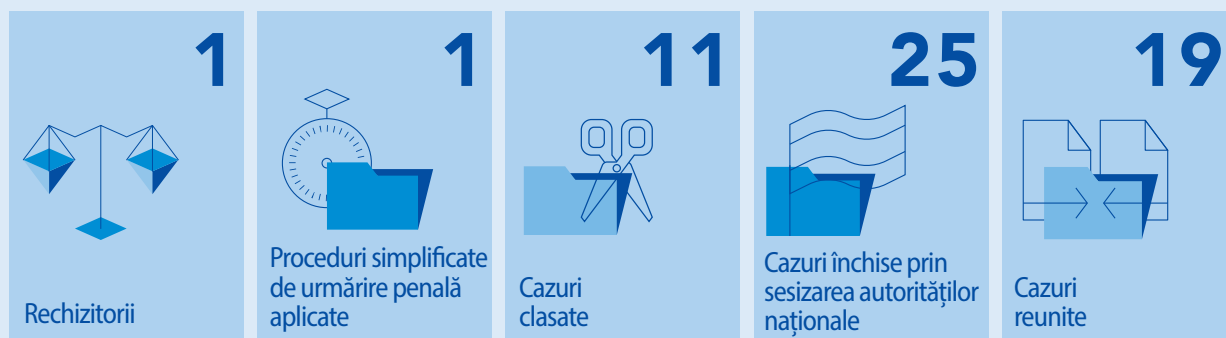 1
Rechizitorii
1
Proceduri simplificate
de urmărire penală
aplicate
11
Cazuri
clasate
25
Cazuri închise prin
sesizarea autorităților
naționale
19
Cazuri
reunite